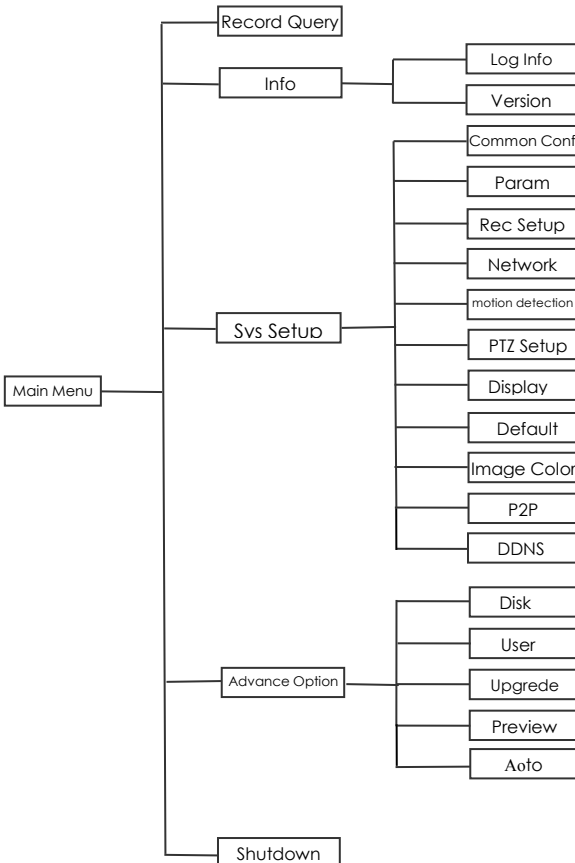 Record Query
Info
Log Info
Version
Common Conf
Param
Rec Setup
Network
motion detection
Sys Setup
PTZ Setup
Main Menu
Display
Default
Image Color
P2P
DDNS
Disk
User
Advance Option
Upgrede
Preview
Aoto
Shutdown